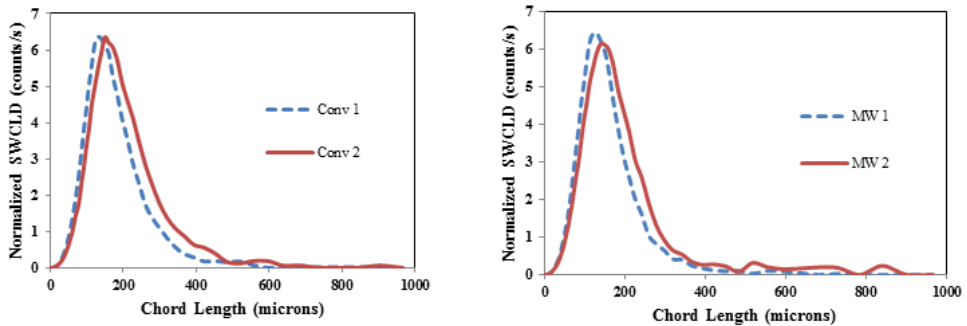 7
6
5
4
3
2
1
0
Normalized SWCLD (counts/s)
Conv 1
Conv 2
0 200 400 600 800 1000
Chord Length (microns)
7
6
5
4
3
2
1
0
Normalized SWCLD (counts/s)
MW 1
MW 2
0 200 400 600 800 1000
Chord Length (microns)